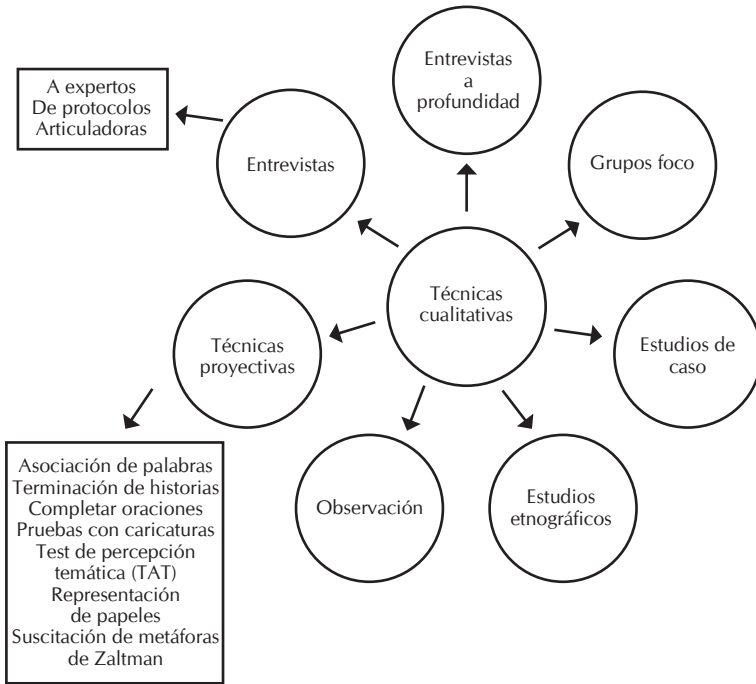 Entrevistas
a
profundidad
A expertos
De protocolos
Articuladoras
Entrevistas
Grupos foco
Técnicas
cualitativas
Técnicas
proyectivas
Estudios de
caso
Asociación de palabras
Terminación de historias
Completar oraciones
Pruebas con caricaturas
Test de percepción
temática (TAT)
Representación
de papeles
Suscitación de metáforas
de Zaltman
Observación
Estudios
etnográficos